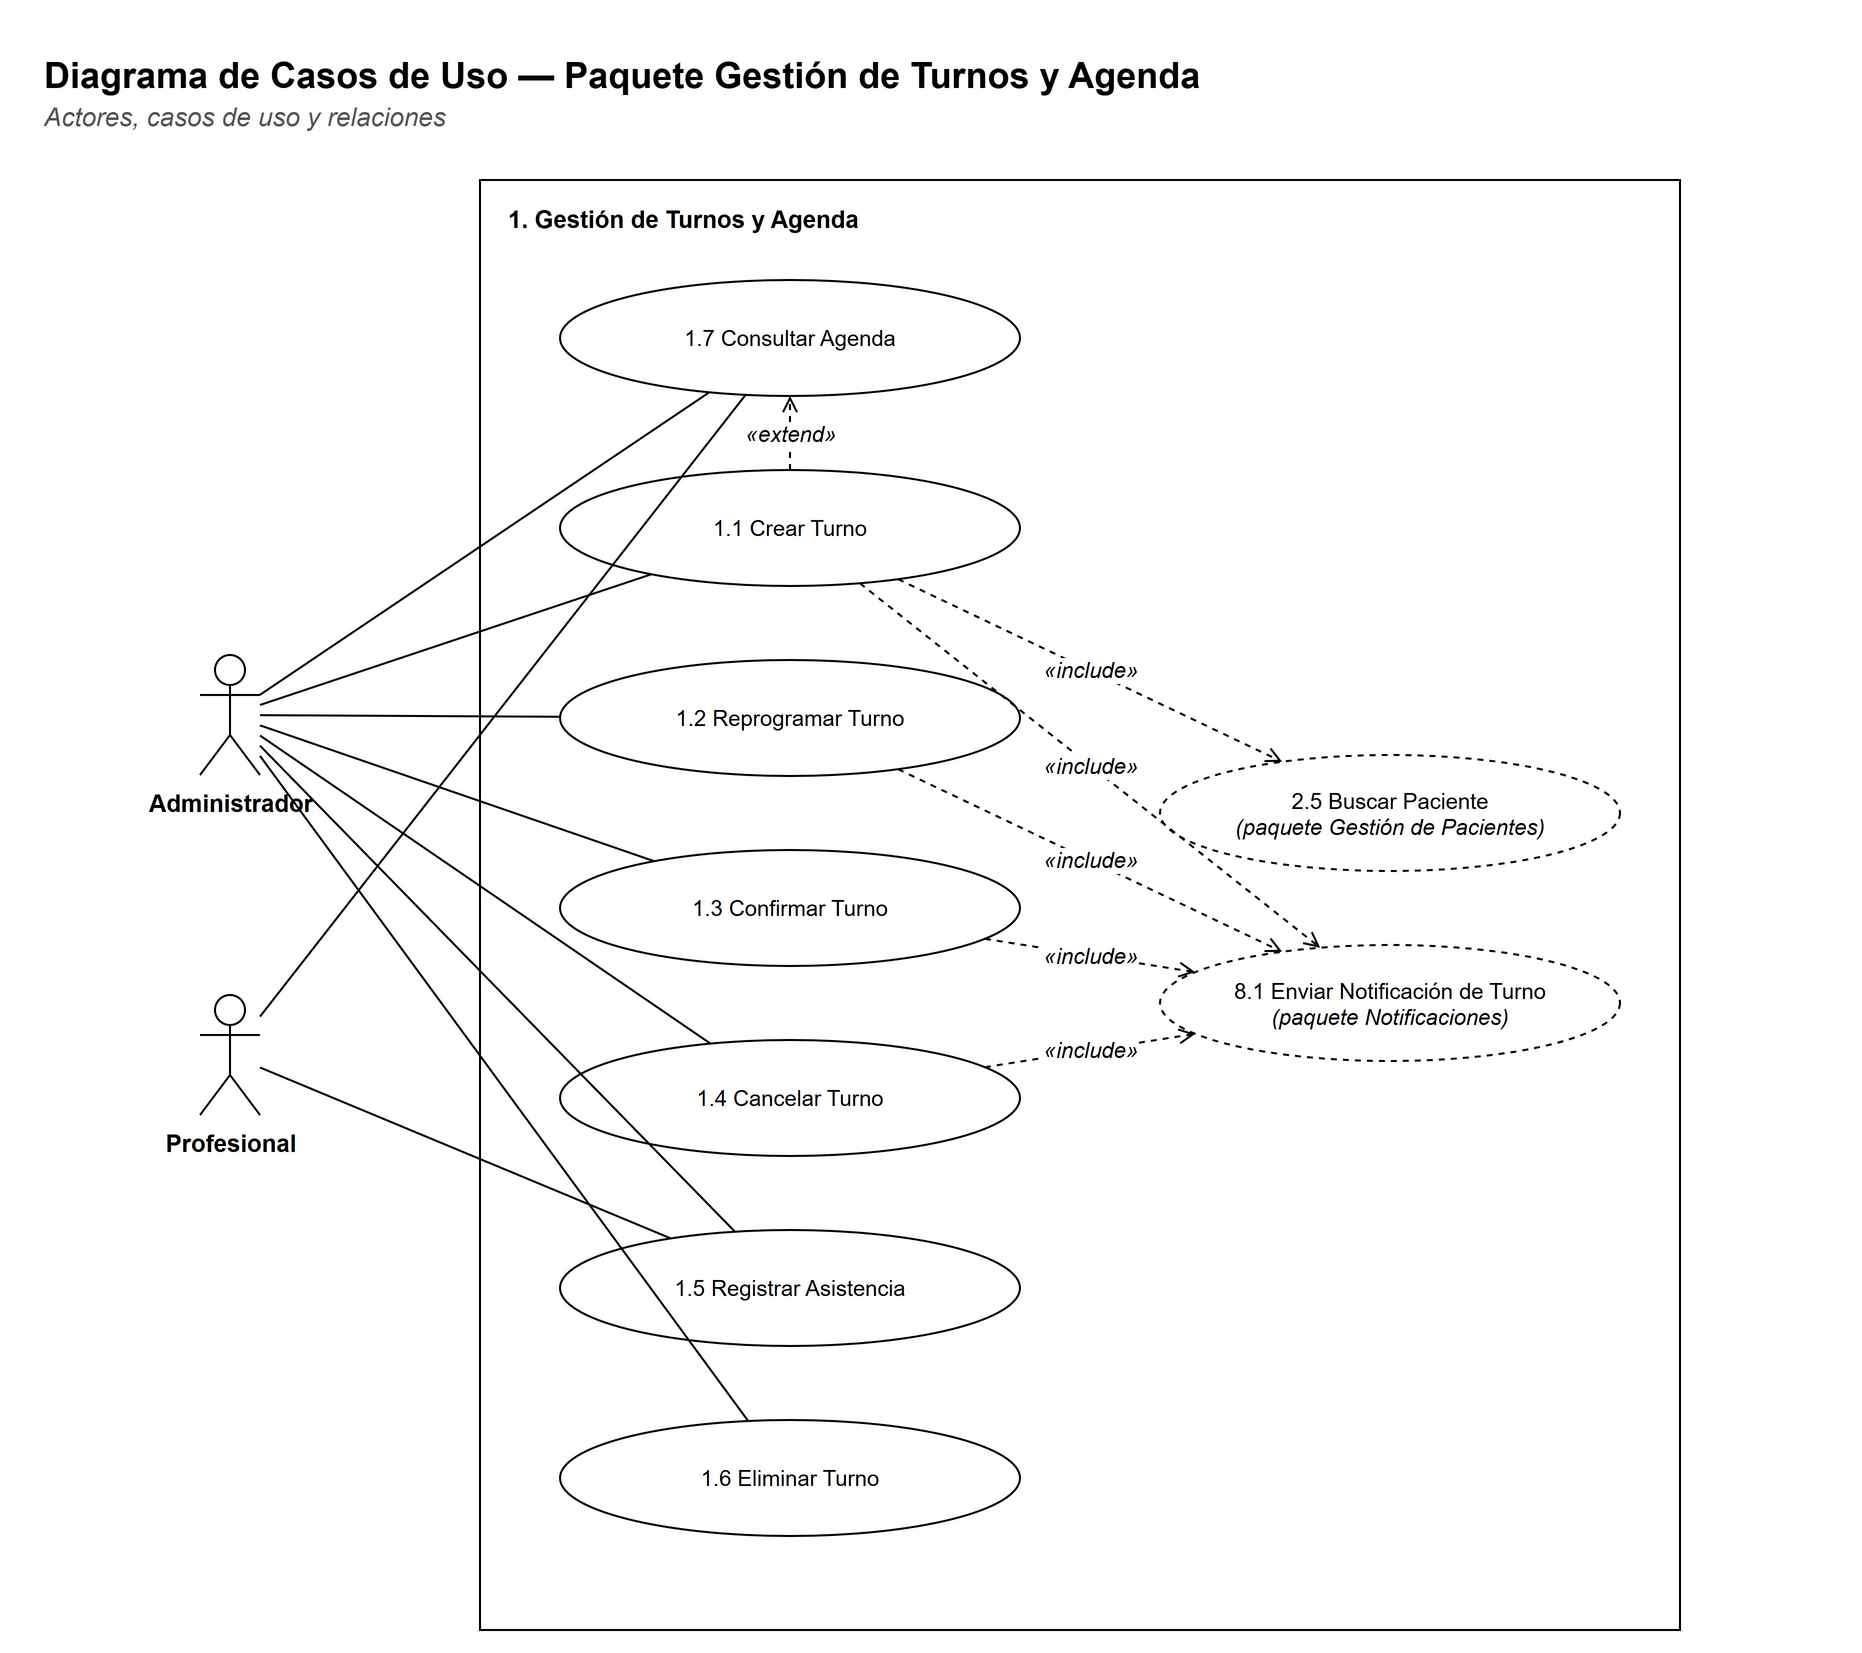 Diagrama de Casos de Uso — Paquete Gestión de Turnos y Agenda
Actores, casos de uso y relaciones
1. Gestión de Turnos y Agenda
1.7 Consultar Agenda
«extend»
1.1 Crear Turno
«include»
1.2 Reprogramar Turno
«include»
Administrador
2.5 Buscar Paciente
(paquete Gestión de Pacientes)
«include»
1.3 Confirmar Turno
«include»
8.1 Enviar Notificación de Turno
(paquete Notificaciones)
«include»
1.4 Cancelar Turno
Profesional
1.5 Registrar Asistencia
1.6 Eliminar Turno